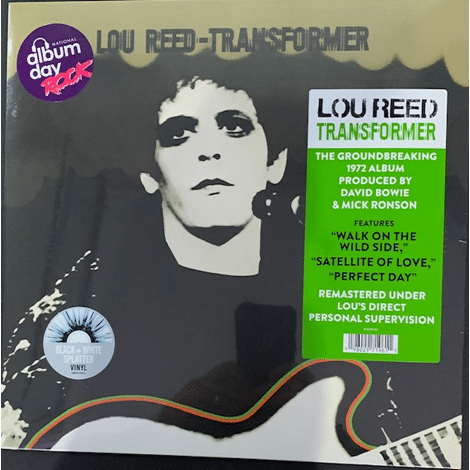 NATIONAL
album
day
ROCK
LOU REED-TRANSFORMER
LOU REED
TRANSFORMER
THE GROUNDBREAKING
1972 ALBUM
PRODUCED BY
DAVID BOWIE
& MICK RONSON
FEATURES
“WALK ON THE
WILD SIDE,”
“SATELLITE OF LOVE,”
“PERFECT DAY”
REMASTERED UNDER
LOU'S DIRECT
PERSONAL SUPERVISION
BLACK + WHITE
SPLATTER
VINYL